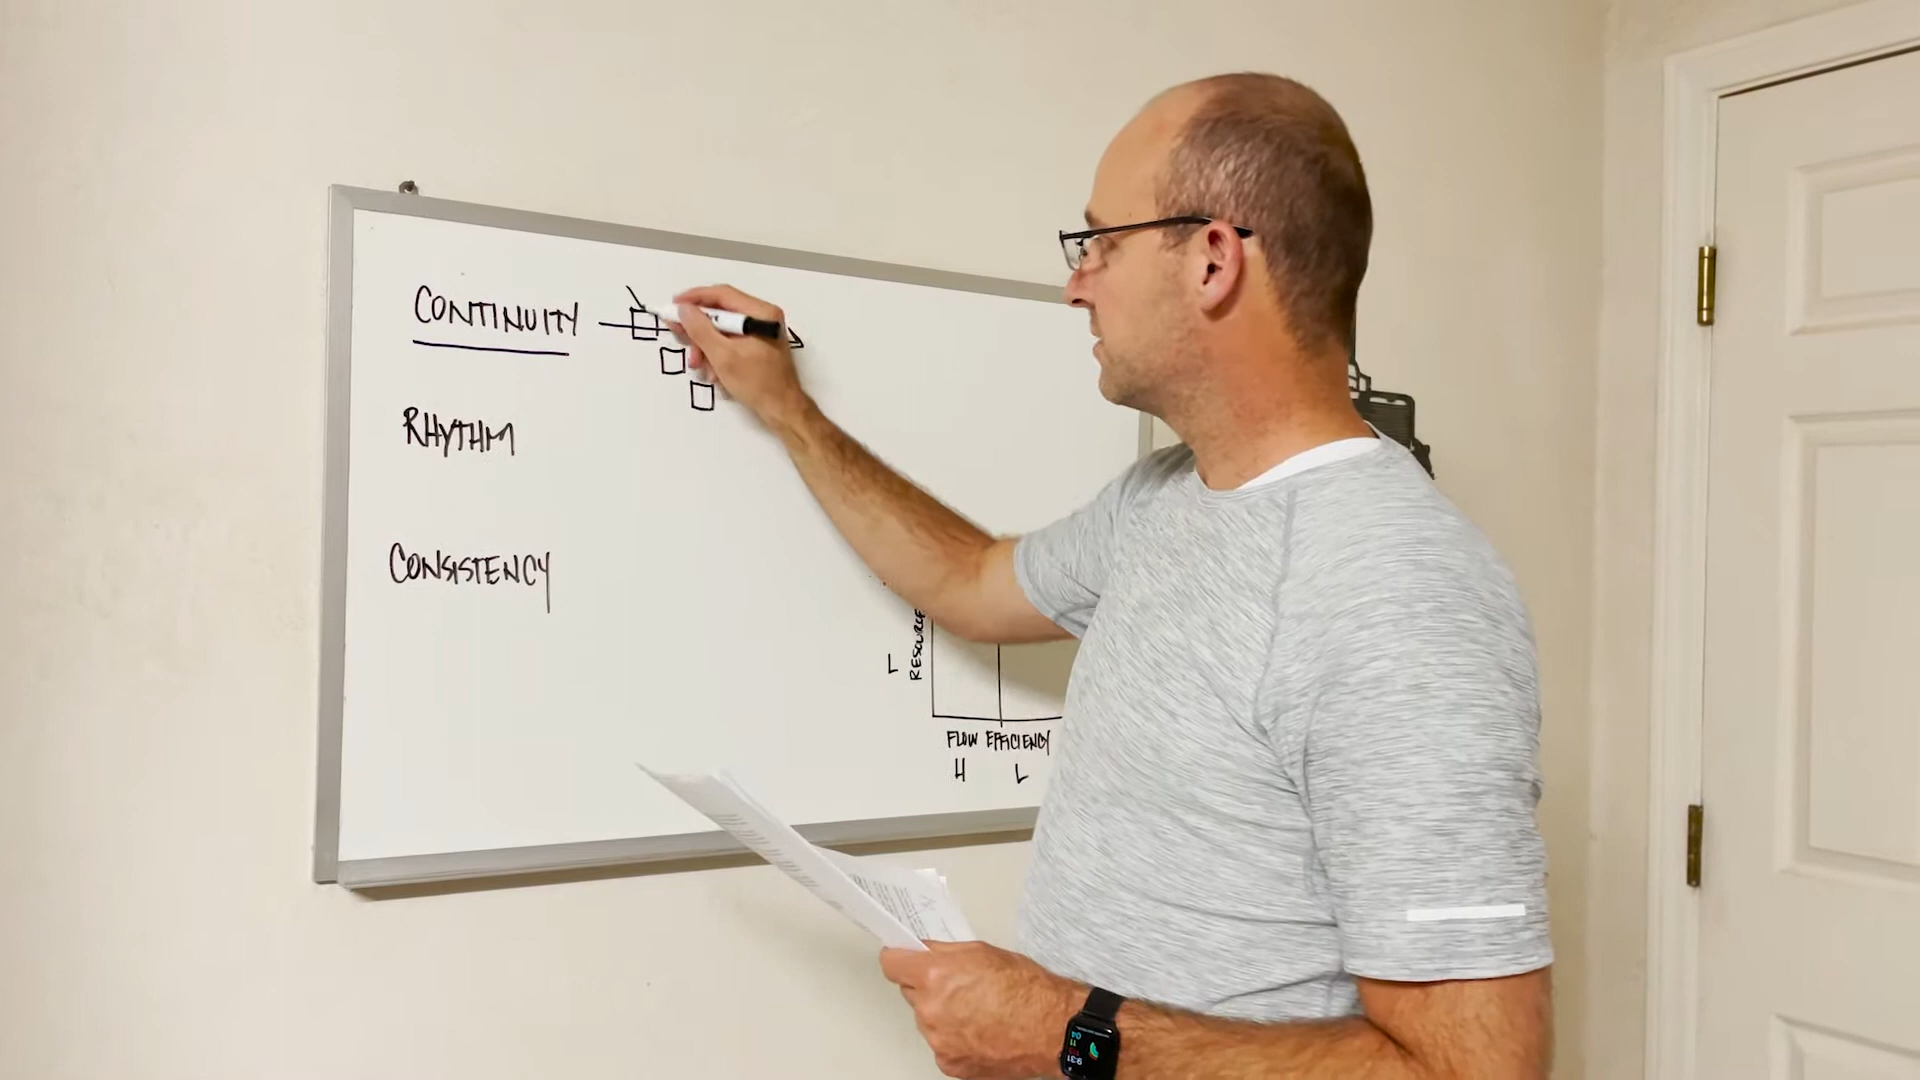 CONTINUITY
RHYTHM
CONSISTENCY
L
RESOURCE
FLOW EFFICIENCY
H L